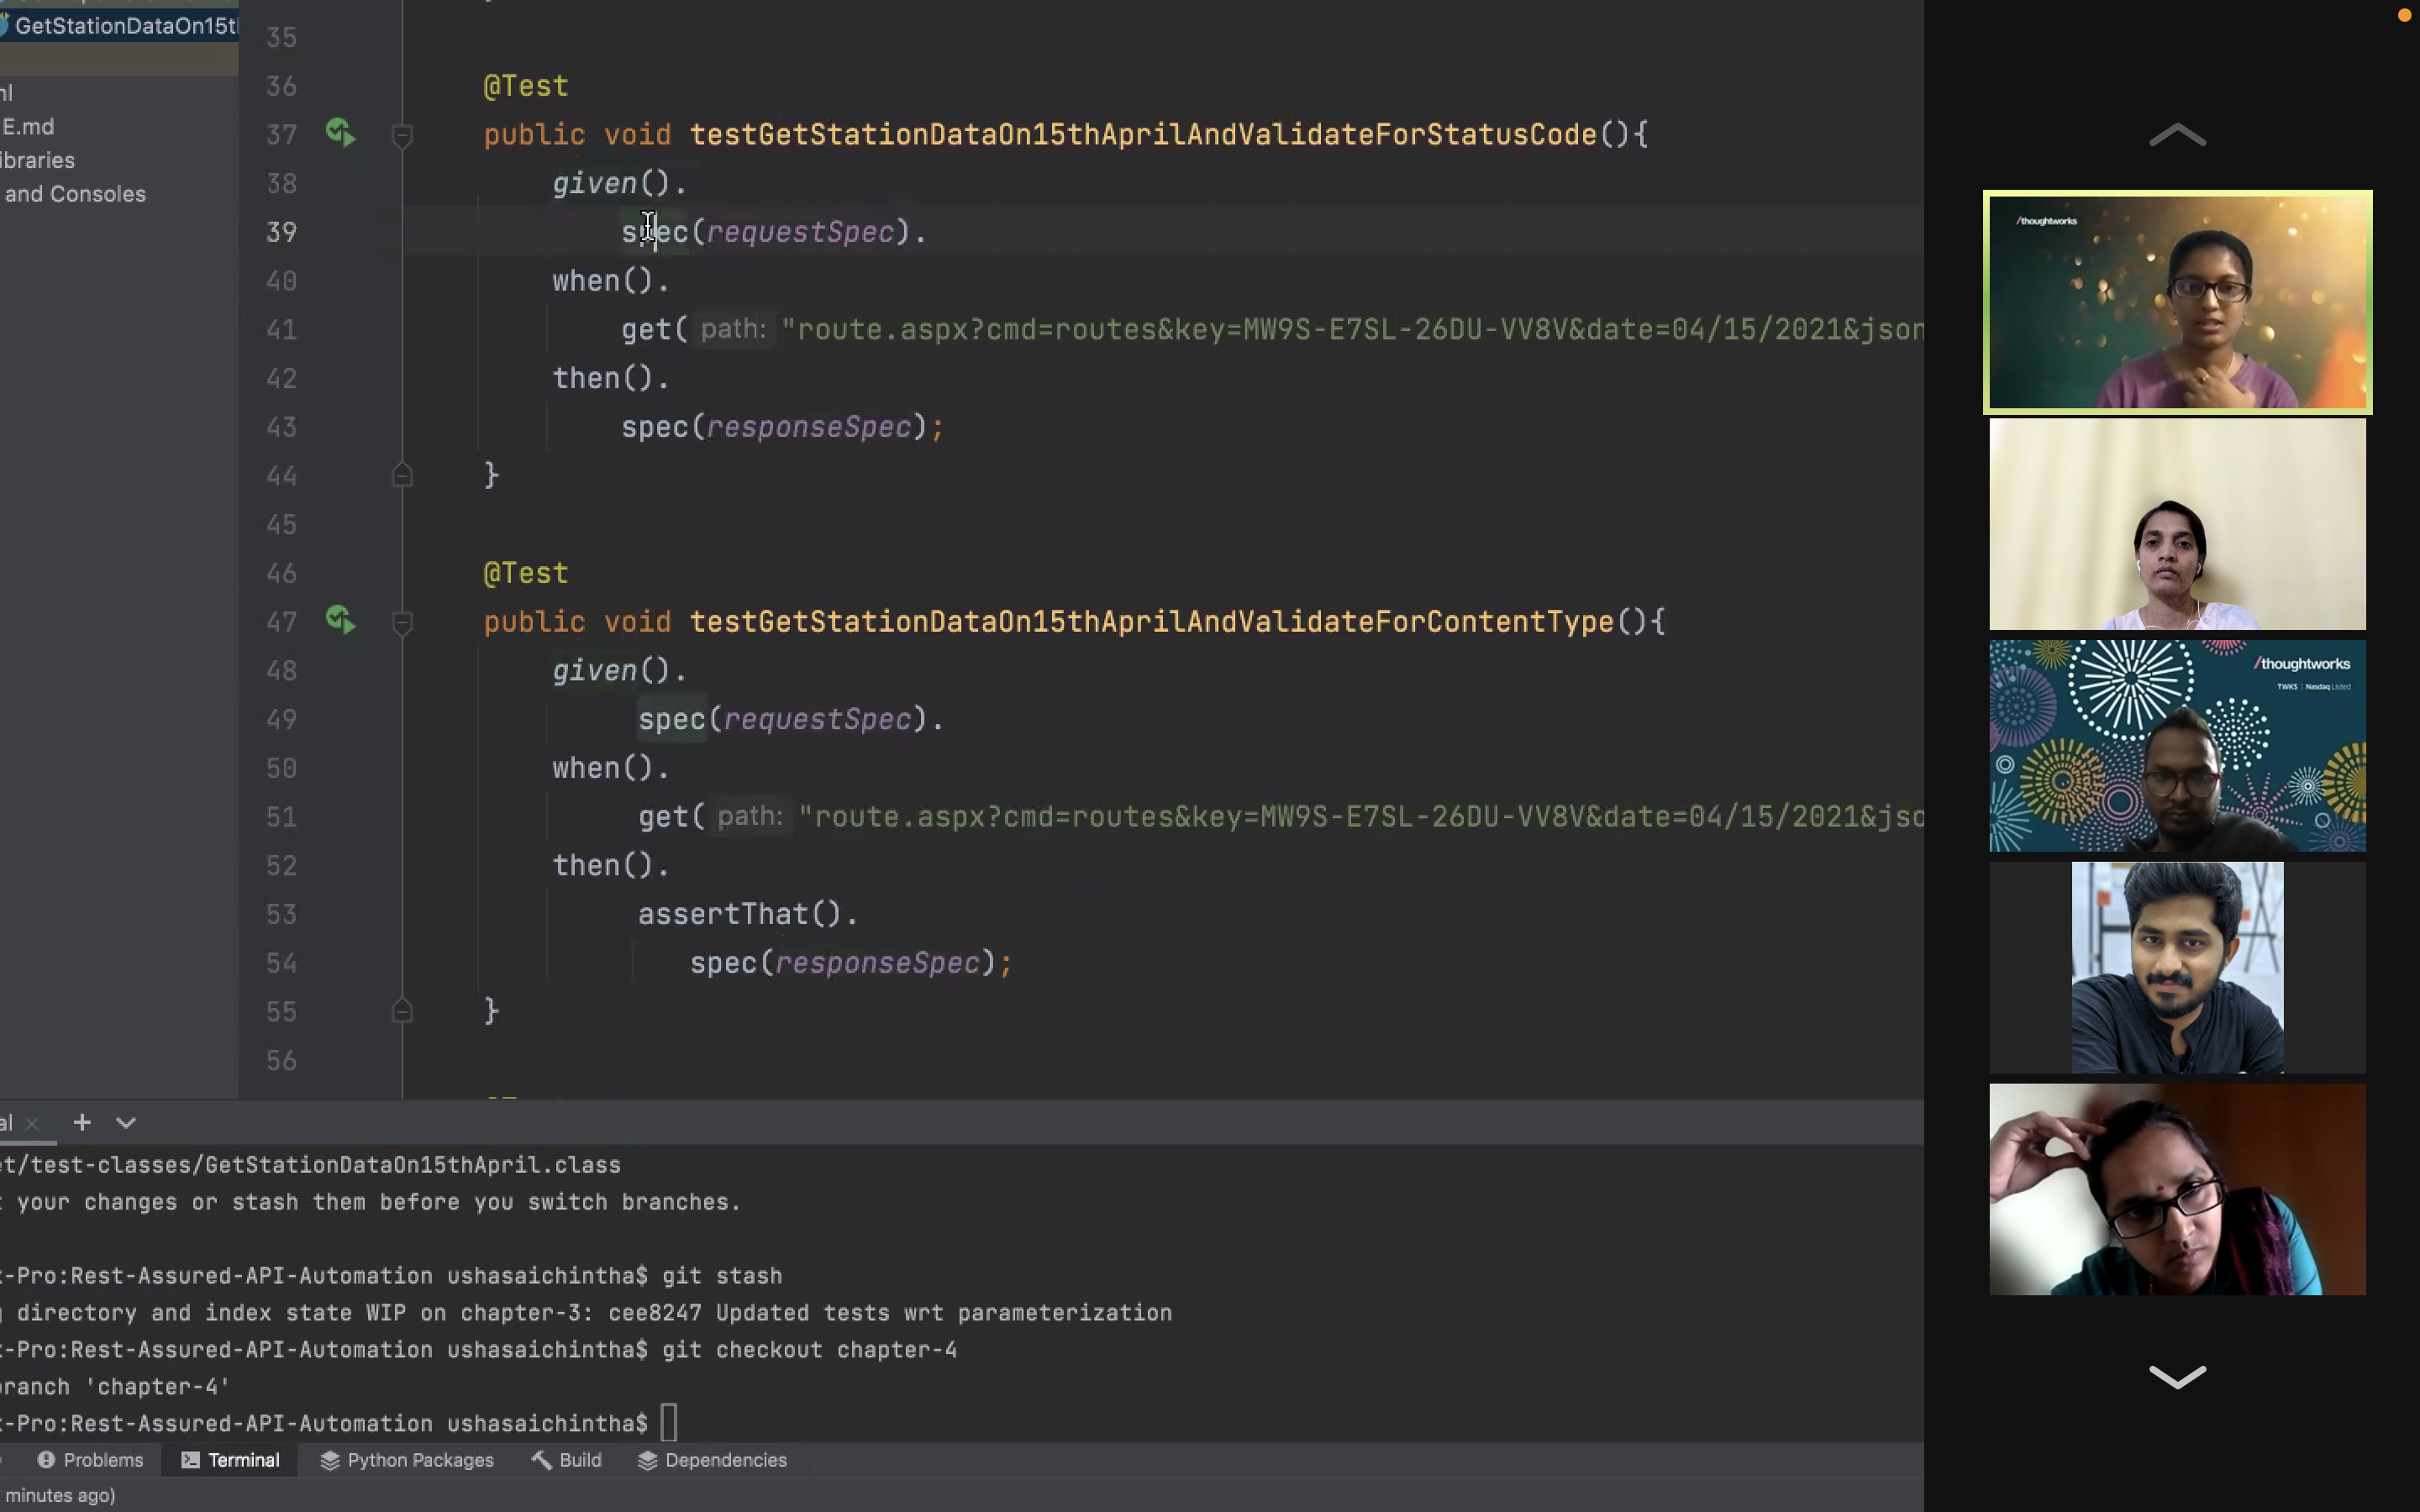 GetStationDataOn15t
E.md
ibraries
and Consoles
35
36 @Test
37 public void testGetStationDataOn15thAprilAndValidateForStatusCode(){
38 given().
39 spec(requestSpec).
40 when().
41 get( path: "route.aspx?cmd=routes&key=MW9S-E7SL-26DU-VV8V&date=04/15/2021&json
42 then().
43 spec(responseSpec);
44 }
45
46 @Test
47 public void testGetStationDataOn15thAprilAndValidateForContentType(){
48 given().
49 spec(requestSpec).
50 when().
51 get( path: "route.aspx?cmd=routes&key=MW9S-E7SL-26DU-VV8V&date=04/15/2021&jso
52 then().
53 assertThat().
54 spec(responseSpec);
55 }
56
al
et/test-classes/GetStationDataOn15thApril.class
t your changes or stash them before you switch branches.
-Pro:Rest-Assured-API-Automation ushasaichintha$ git stash
g directory and index state WIP on chapter-3: cee8247 Updated tests wrt parameterization
-Pro:Rest-Assured-API-Automation ushasaichintha$ git checkout chapter-4
branch 'chapter-4'
-Pro:Rest-Assured-API-Automation ushasaichintha$
Problems Terminal Python Packages Build Dependencies
minutes ago)
/thoughtworks
/thoughtworks
TWKS | Nasdaq Listed